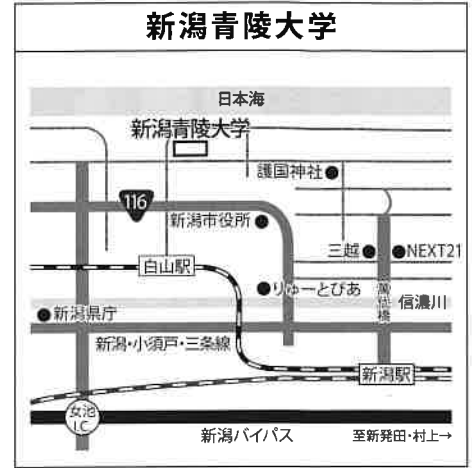 新潟青陵大学
日本海
新潟青陵大学
護国神社
116
新潟市役所
三越
NEXT21
白山駅
りゅーとぴあ
萬代橋
信濃川
新潟県庁
新潟・小須戸・三条線
新潟駅
女池
I.C
新潟バイパス
至新発田・村上→